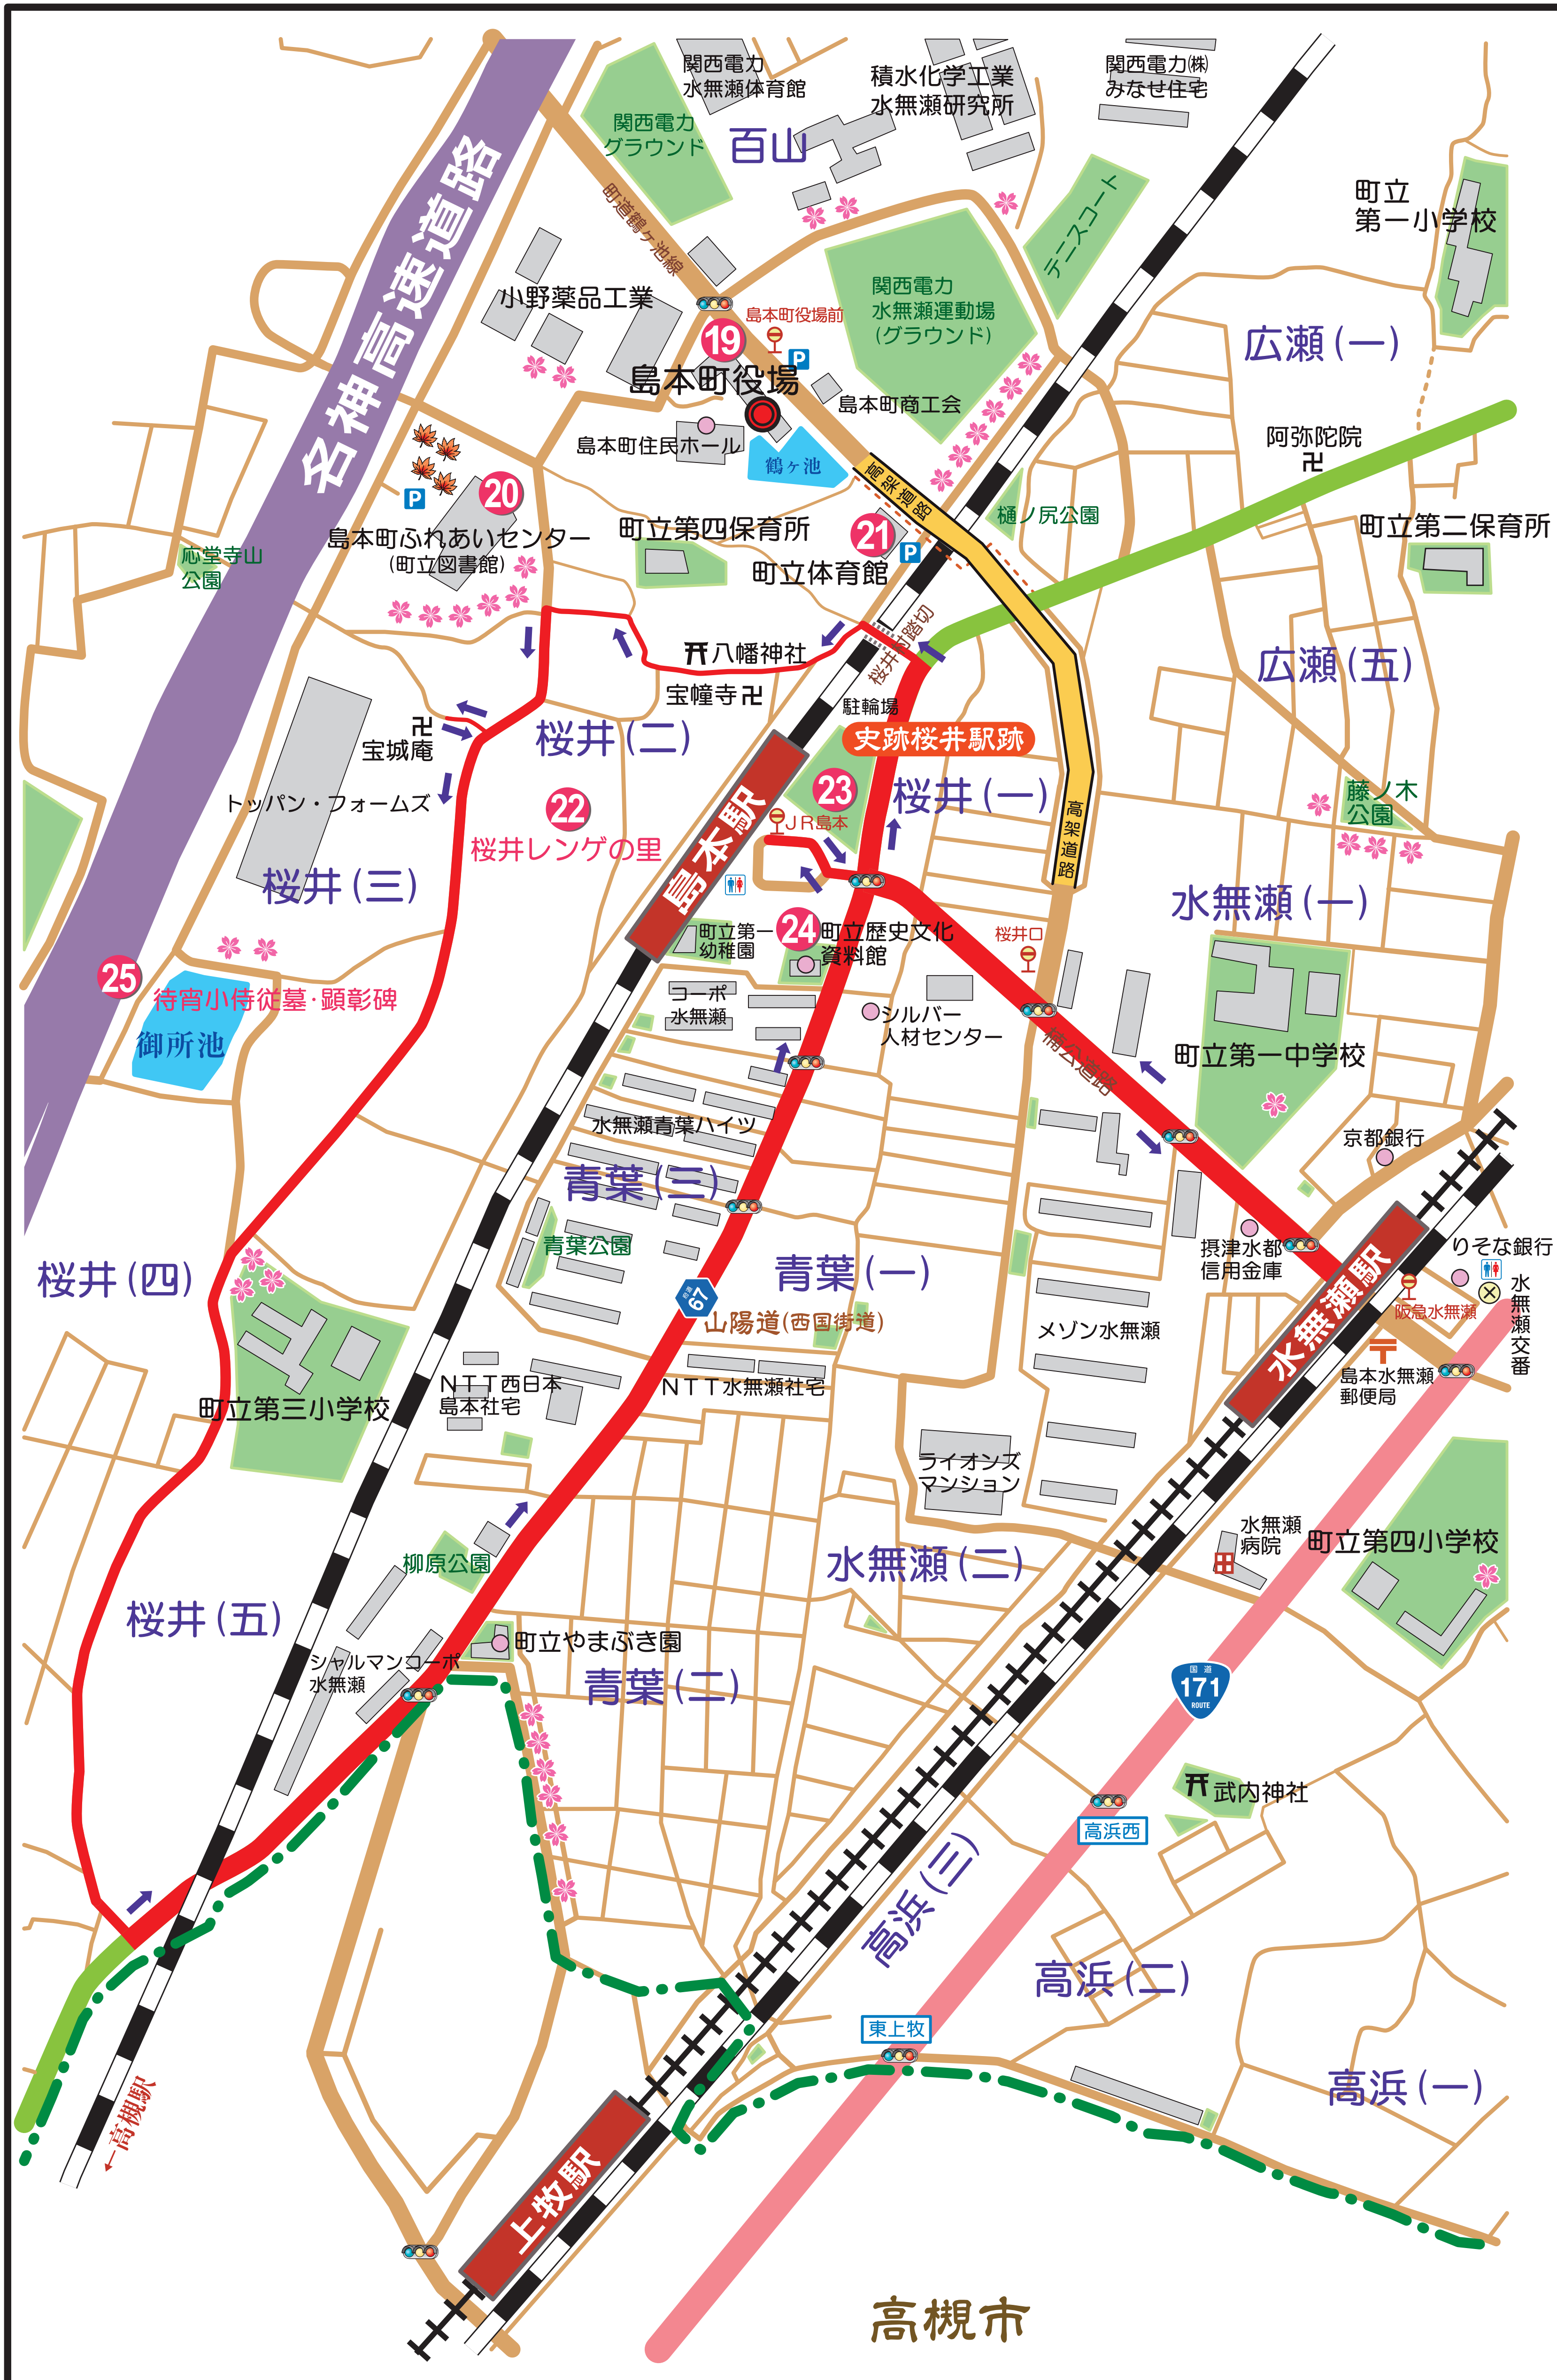 関西電力
水無瀬体育館
積水化学工業
水無瀬研究所
関西電力㈱
みなせ住宅
関西電力
グラウンド
百山
名神高速道路
町道鶴ヶ池線
テニスコート
町立
第一小学校
小野薬品工業
関西電力
水無瀬運動場
(グラウンド)
島本町役場前
19
P
島本町役場
島本町商工会
広瀬(一)
島本町住民ホール
鶴ヶ池
高架道路
阿弥陀院
卍
P
20
島本町ふれあいセンター
(町立図書館)
町立第四保育所
21
P
町立体育館
樋ノ尻公園
町立第二保育所
応堂寺山
公園
桜井村踏切
八幡神社
宝幢寺卍
駐輪場
広瀬(五)
卍
宝城庵
桜井(二)
史跡桜井駅跡
トッパン・フォームズ
22
桜井レンゲの里
島本駅
23
JR島本
桜井(一)
高架道路
藤ノ木
公園
桜井(三)
水無瀬(一)
町立第一
幼稚園
24
町立歴史文化
資料館
桜井口
25
待宵小侍従墓・顕彰碑
御所池
コーポ
水無瀬
シルバー
人材センター
楠公道路
町立第一中学校
水無瀬青葉ハイツ
京都銀行
青葉(三)
青葉公園
青葉(一)
摂津水都
信用金庫
水無瀬駅
りそな銀行
水無瀬交番
阪急水無瀬
桜井(四)
67
山陽道(西国街道)
メゾン水無瀬
〒
島本水無瀬
郵便局
町立第三小学校
NTT西日本
島本社宅
NTT水無瀬社宅
ライオンズ
マンション
水無瀬
病院
町立第四小学校
柳原公園
水無瀬(二)
桜井(五)
シャルマンコーポ
水無瀬
町立やまぶき園
青葉(二)
国道
171
ROUTE
武内神社
高浜西
高浜(三)
高浜(二)
東上牧
高浜(一)
←高槻駅
上牧駅
高槻市